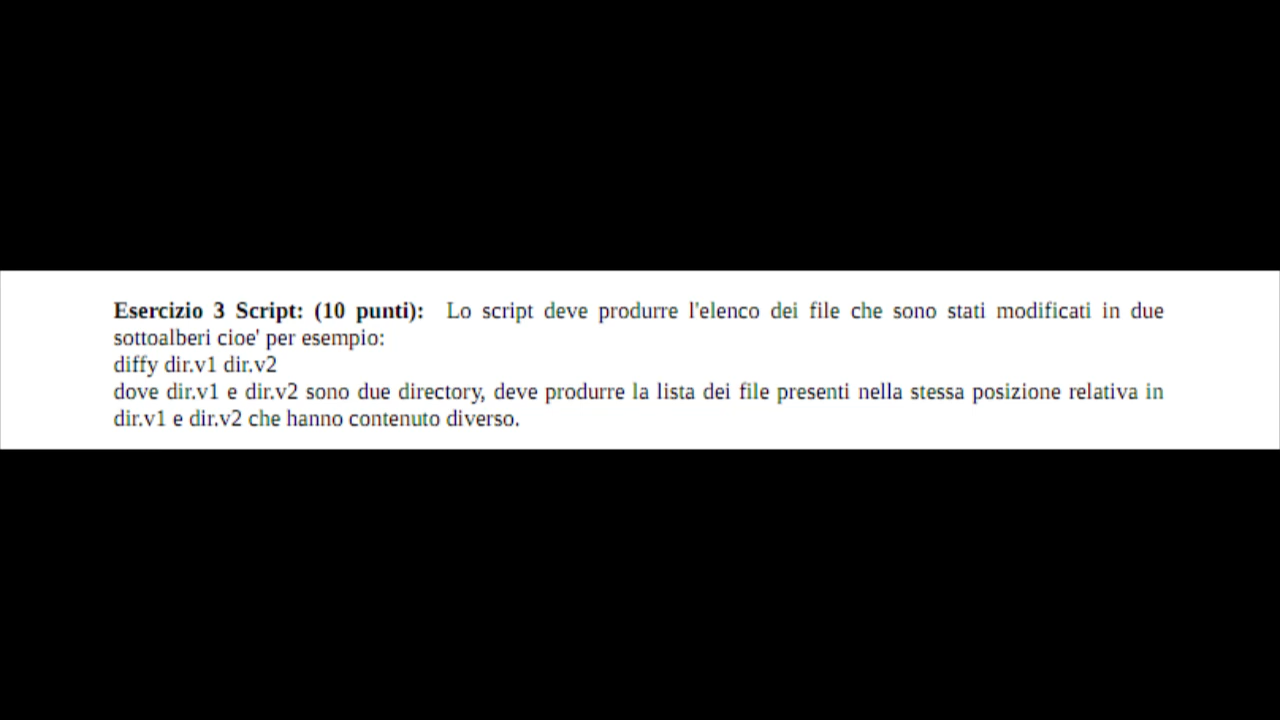 Esercizio 3 Script: (10 punti): Lo script deve produrre l'elenco dei file che sono stati modificati in due
sottoalberi cioe' per esempio:
diffy dir.v1 dir.v2
dove dir.v1 e dir.v2 sono due directory, deve produrre la lista dei file presenti nella stessa posizione relativa in
dir.v1 e dir.v2 che hanno contenuto diverso.